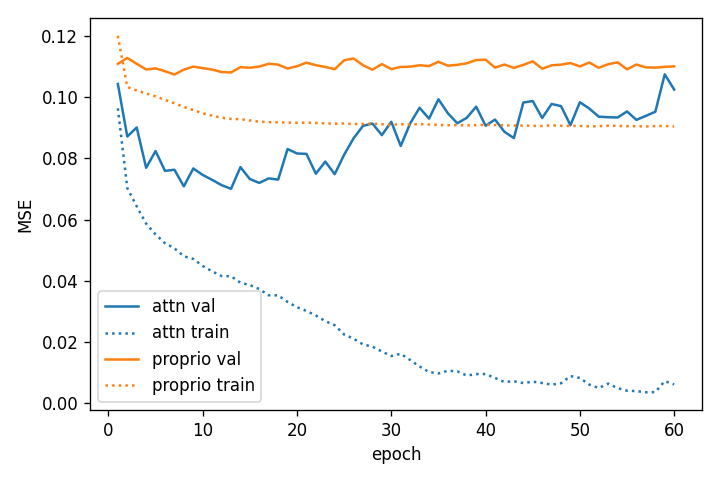 0.12
0.10
0.08
0.06
0.04
0.02
0.00
MSE
attn val
attn train
proprio val
proprio train
0 10 20 30 40 50 60
epoch